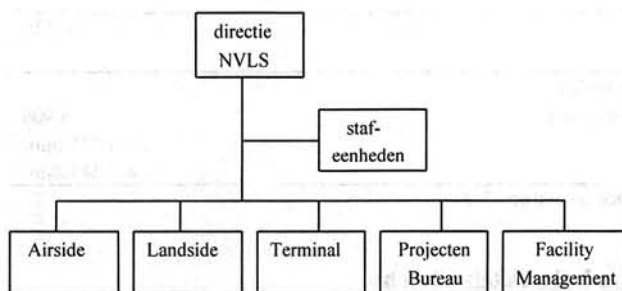 directie
NVLS
staf-
eenheden
Airside
Landside
Terminal
Projecten
Bureau
Facility
Management